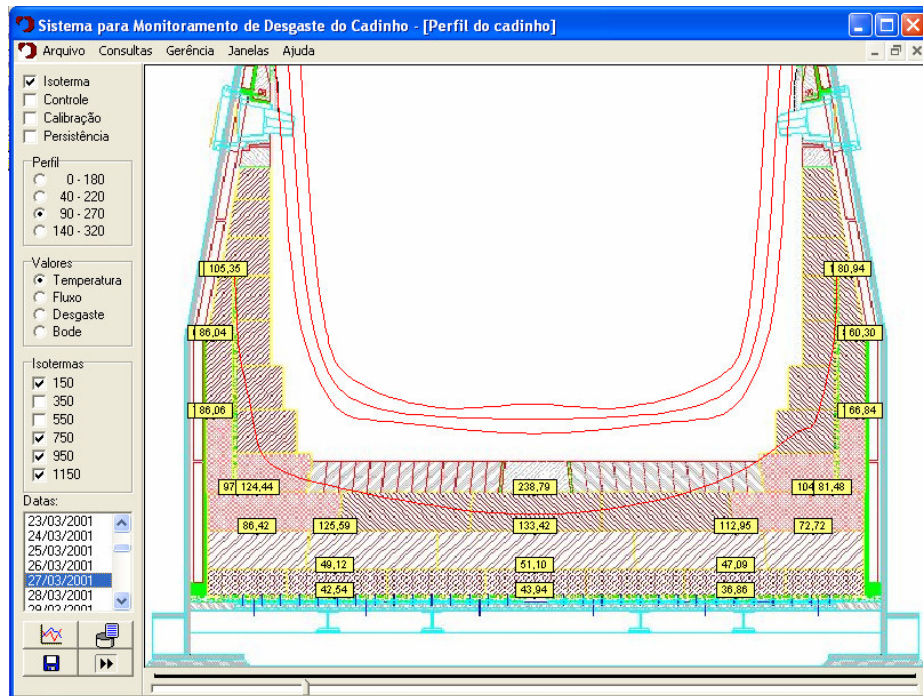 Sistema para Monitoramento de Desgaste do Cadinho - [Perfil do cadinho]
Arquivo Consultas Gerência Janelas Ajuda
Isoterma
Controle
Calibração
Persistência
Perfil
0 - 180
40 - 220
90 - 270
140 - 320
Valores
Temperatura
Fluxo
Desgaste
Bode
Isotermas
150
350
550
750
950
1150
Datas:
23/03/2001
24/03/2001
25/03/2001
26/03/2001
27/03/2001
28/03/2001
29/03/2001
105,35 80,94
86,04 60,30
86,06 66,84
97 124,44 238,79 104 81,48
86,42 125,59 133,42 112,95 72,72
49,12 51,10 47,09
42,54 43,94 36,86